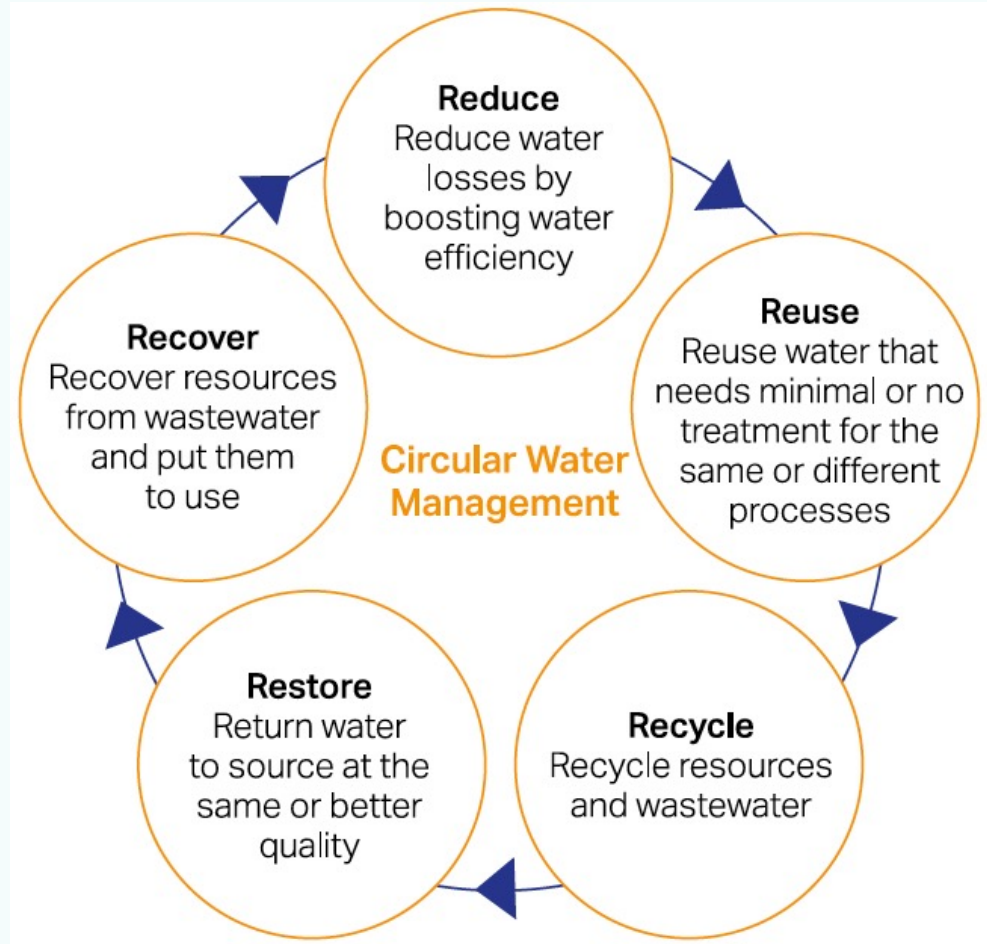 Reduce
Reduce water
losses by
boosting water
efficiency
Reuse
Reuse water that
needs minimal or no
treatment for the
same or different
processes
Recycle
Recycle resources
and wastewater
Restore
Return water
to source at the
same or better
quality
Recover
Recover resources
from wastewater
and put them
to use
Circular Water
Management